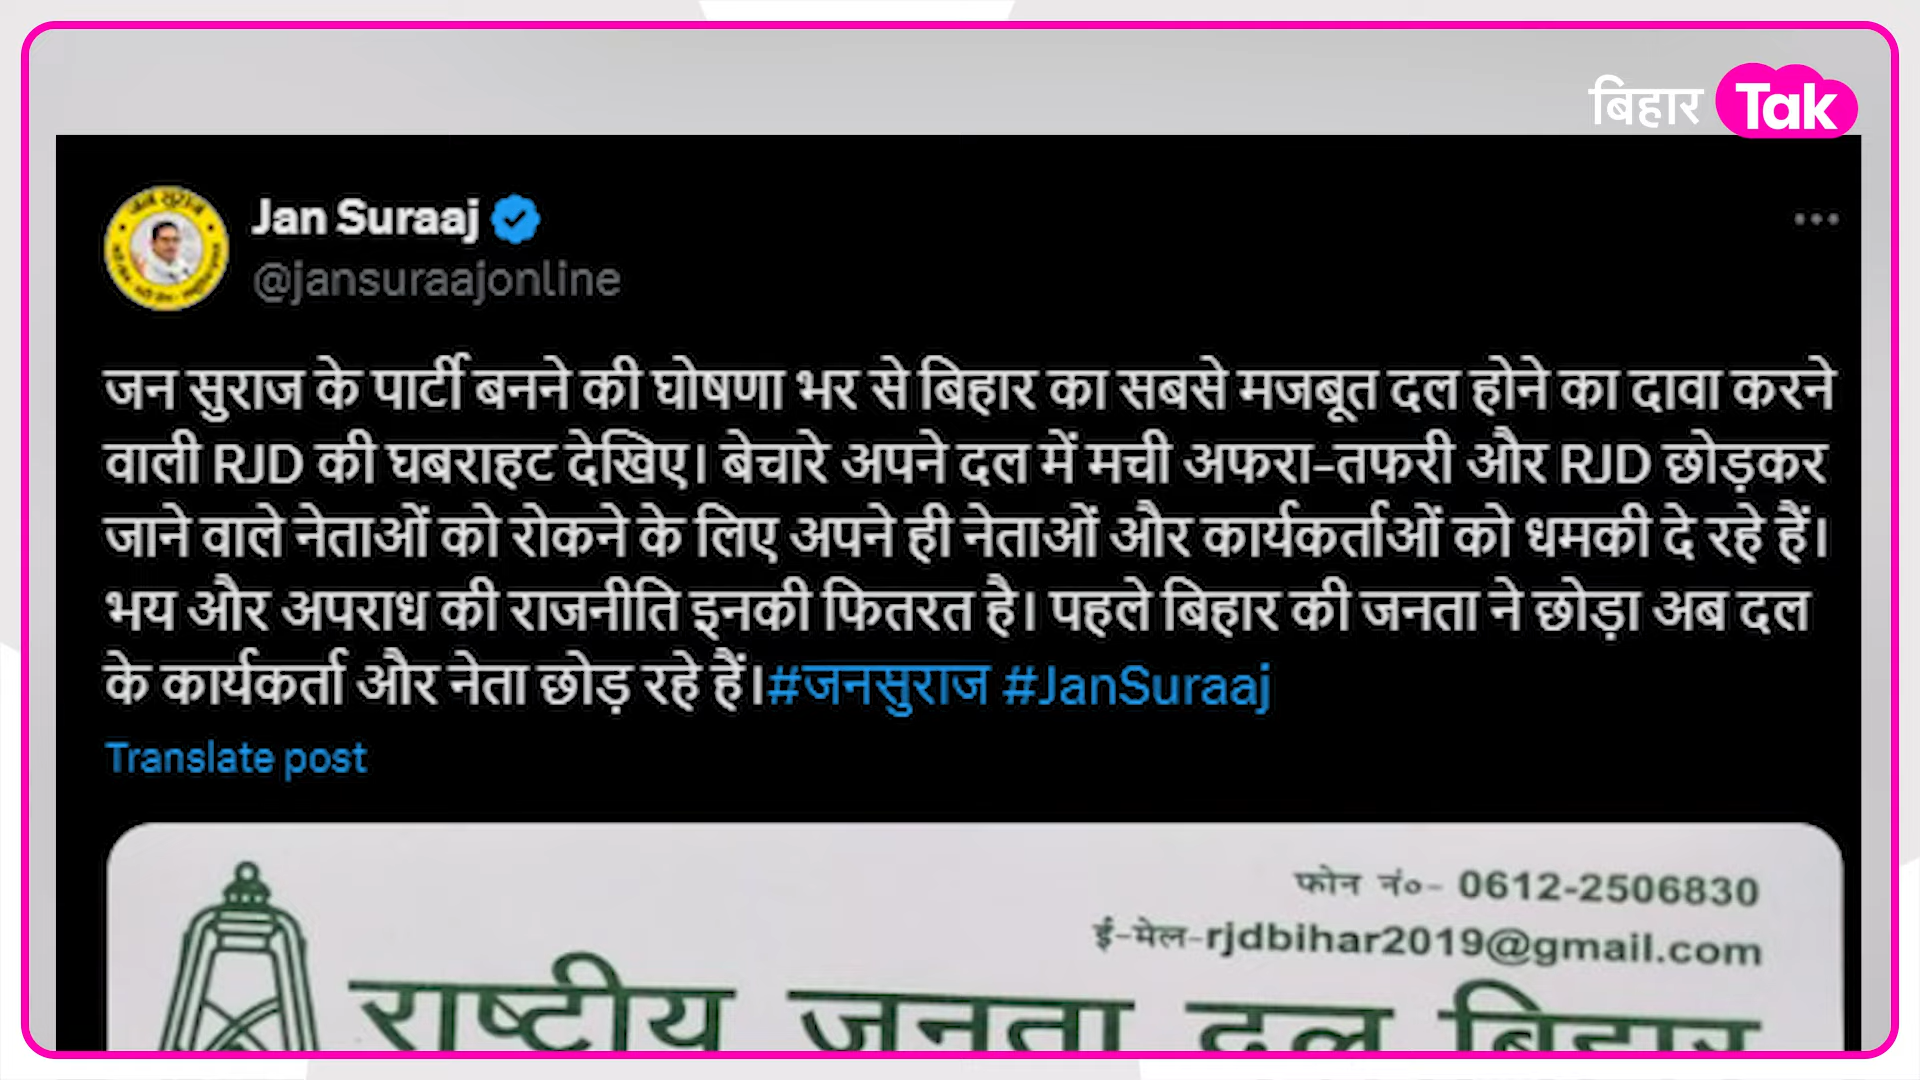 बिहार Tak
Jan Suraaj
@jansuraajonline
जन सुराज के पार्टी बनने की घोषणा भर से बिहार का सबसे मजबूत दल होने का दावा करने
वाली RJD की घबराहट देखिए। बेचारे अपने दल में मची अफरा-तफरी और RJD छोड़कर
जाने वाले नेताओं को रोकने के लिए अपने ही नेताओं और कार्यकर्ताओं को धमकी दे रहे हैं।
भय और अपराध की राजनीति इनकी फितरत है। पहले बिहार की जनता ने छोड़ा अब दल
के कार्यकर्ता और नेता छोड़ रहे हैं।#जनसुराज #JanSuraaj
Translate post
फोन नं०- 0612-2506830
ई-मेल-rjdbihar2019@gmail.com
राष्टीय जनता दल बिहार